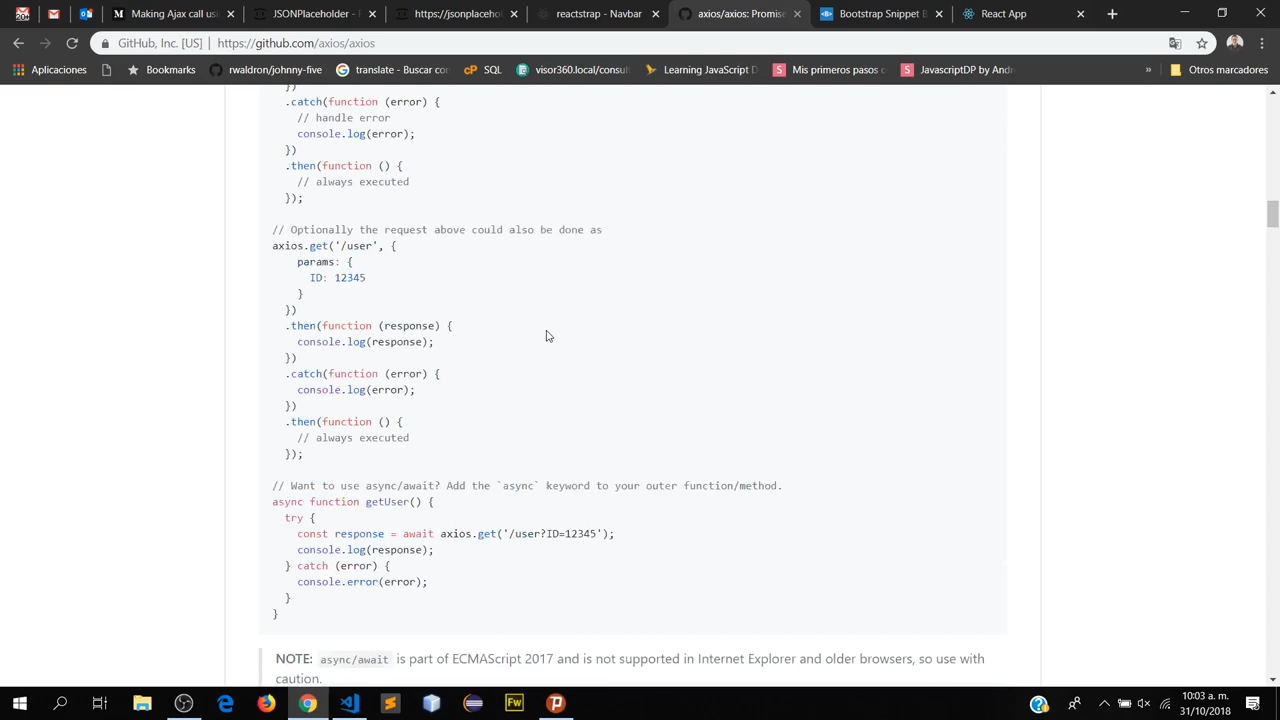 Making Ajax call usin
JSONPlaceholder - F
https://jsonplaceho
reactstrap - Navbar
axios/axios: Promise
Bootstrap Snippet B
React App
GitHub, Inc. [US] | https://github.com/axios/axios
Aplicaciones
Bookmarks
rwaldron/johnny-five
translate - Buscar con
SQL
visor360.local/consul
Learning JavaScript D
Mis primeros pasos c
JavascriptDP by Andr
»
Otros marcadores
})
.catch(function (error) {
// handle error
console.log(error);
})
.then(function () {
// always executed
});
// Optionally the request above could also be done as
axios.get('/user', {
params: {
ID: 12345
}
})
.then(function (response) {
console.log(response);
})
.catch(function (error) {
console.log(error);
})
.then(function () {
// always executed
});
// Want to use async/await? Add the `async` keyword to your outer function/method.
async function getUser() {
try {
const response = await axios.get('/user?ID=12345');
console.log(response);
} catch (error) {
console.error(error);
}
}
NOTE: async/await is part of ECMAScript 2017 and is not supported in Internet Explorer and older browsers, so use with
caution.
10:03 a. m.
31/10/2018